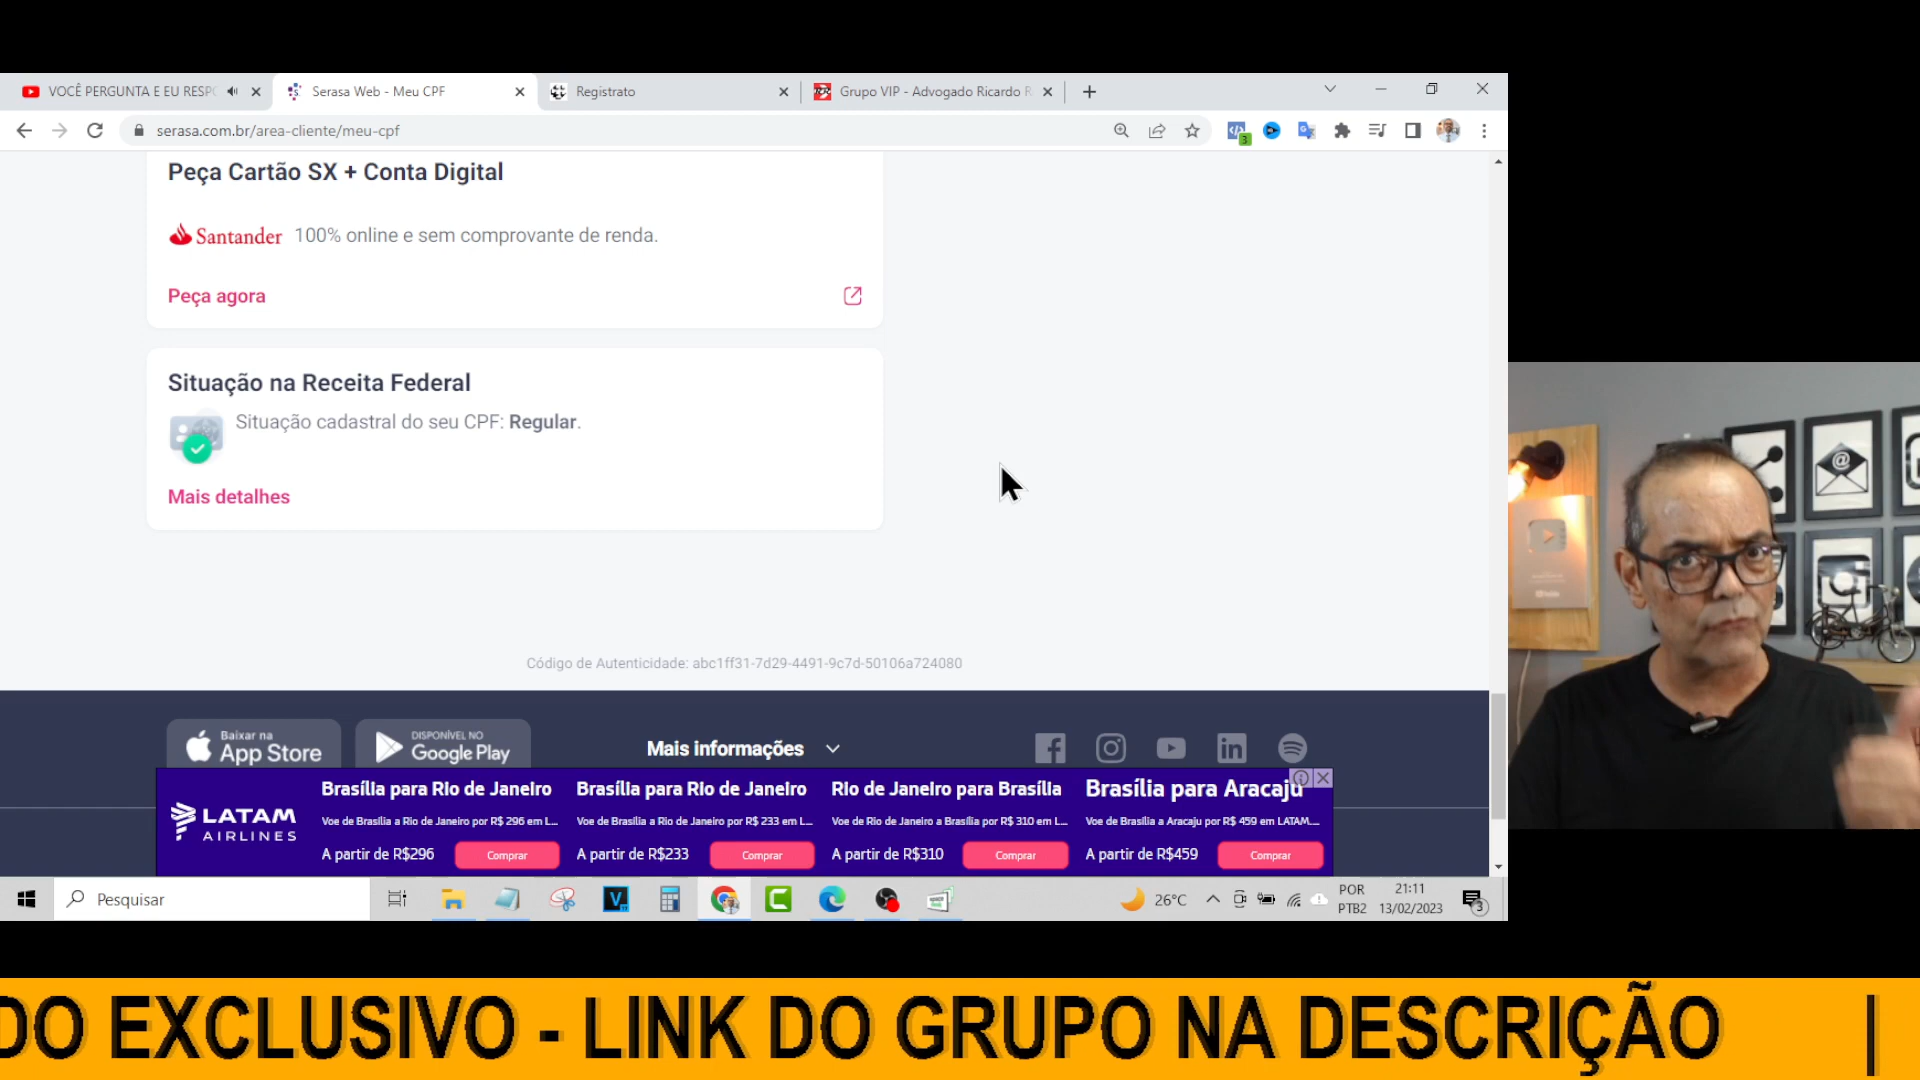 VOCÊ PERGUNTA E EU RESP
Serasa Web - Meu CPF
Registrato
Grupo VIP - Advogado Ricardo R
serasa.com.br/area-cliente/meu-cpf
3
Peça Cartão SX + Conta Digital
Santander 100% online e sem comprovante de renda.
Peça agora
Situação na Receita Federal
Situação cadastral do seu CPF: Regular.
Mais detalhes
Código de Autenticidade: abc1ff31-7d29-4491-9c7d-50106a724080
Baixar na
App Store
DISPONÍVEL NO
Google Play
Mais informações
LATAM
AIRLINES
Brasília para Rio de Janeiro
Voe de Brasília a Rio de Janeiro por R$ 296 em L...
A partir de R$296
Comprar
Brasília para Rio de Janeiro
Voe de Brasília a Rio de Janeiro por R$ 233 em L...
A partir de R$233
Comprar
Rio de Janeiro para Brasília
Voe de Rio de Janeiro a Brasília por R$ 310 em L...
A partir de R$310
Comprar
Brasília para Aracaju
Voe de Brasília a Aracaju por R$ 459 em LATAM....
A partir de R$459
Comprar
Pesquisar
26°C
POR
PTB2
21:11
13/02/2023
3
DO EXCLUSIVO - LINK DO GRUPO NA DESCRIÇÃO |